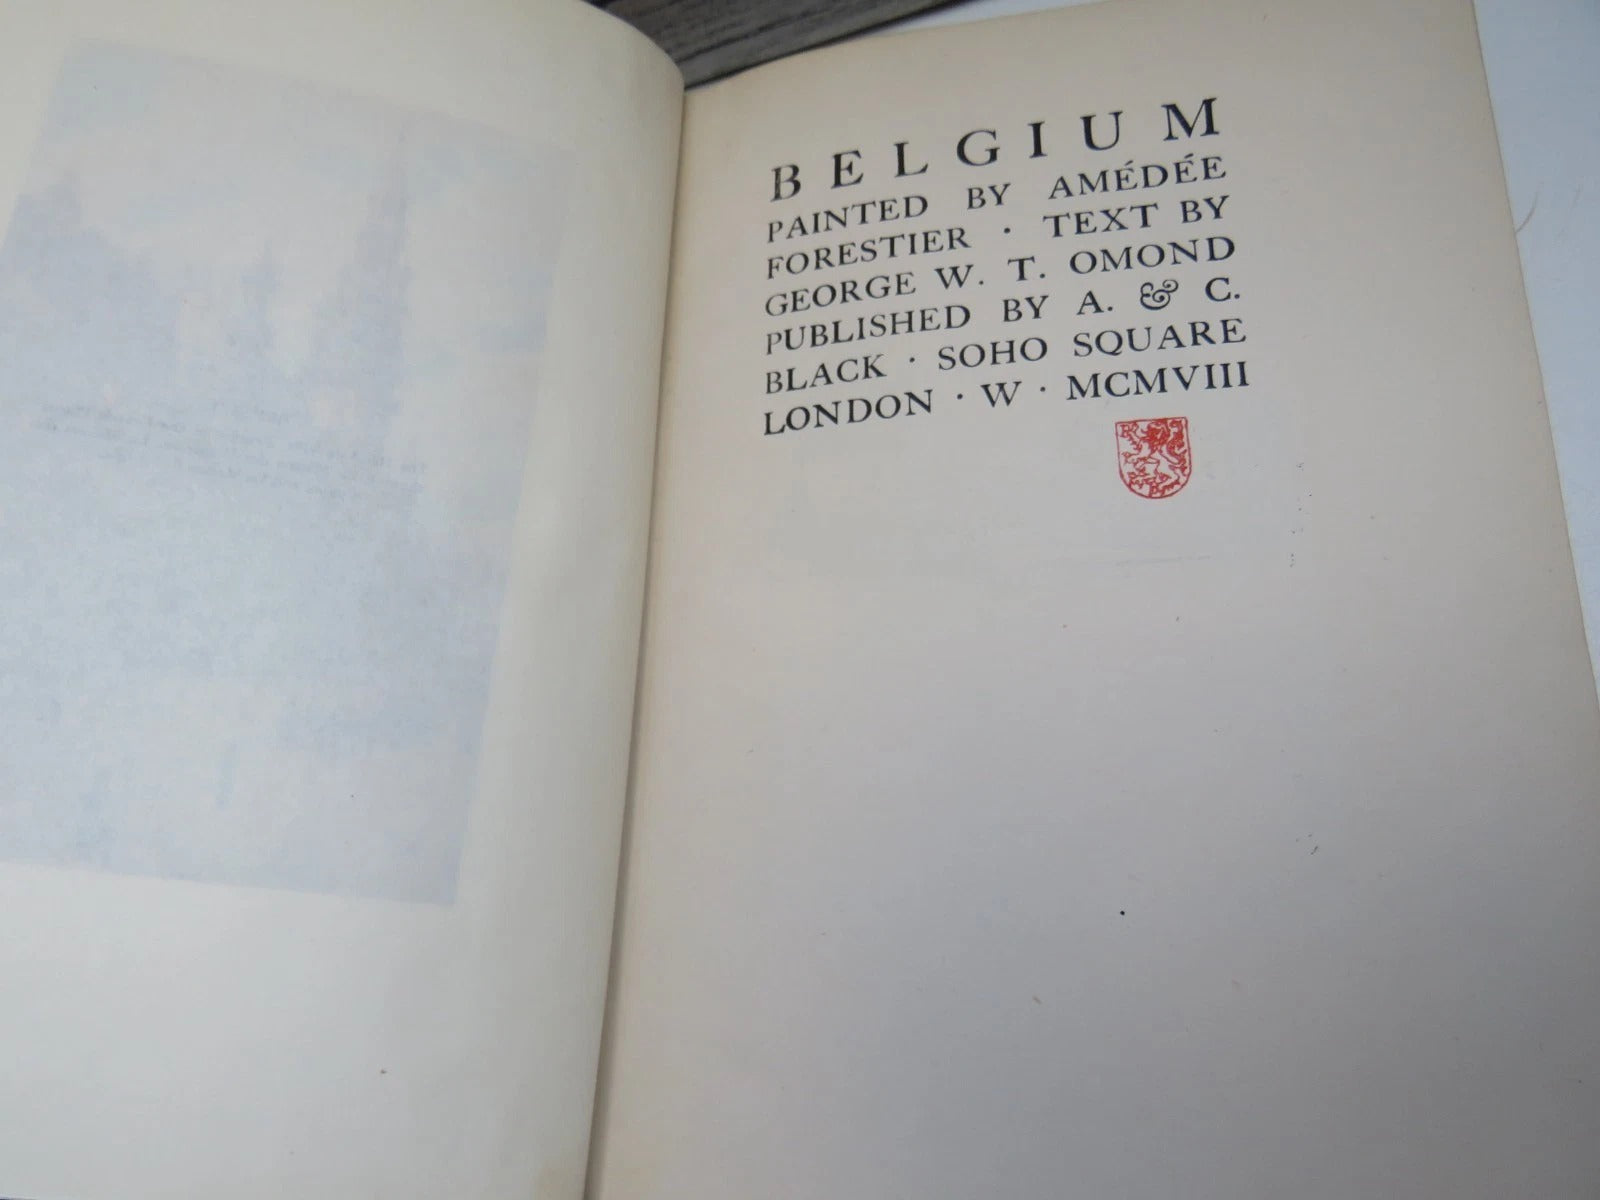 BELGIUM
PAINTED BY AMÉDÉE
FORESTIER · TEXT BY
GEORGE W. T. OMOND
PUBLISHED BY A. & C.
BLACK · SOHO SQUARE
LONDON · W · MCMVIII